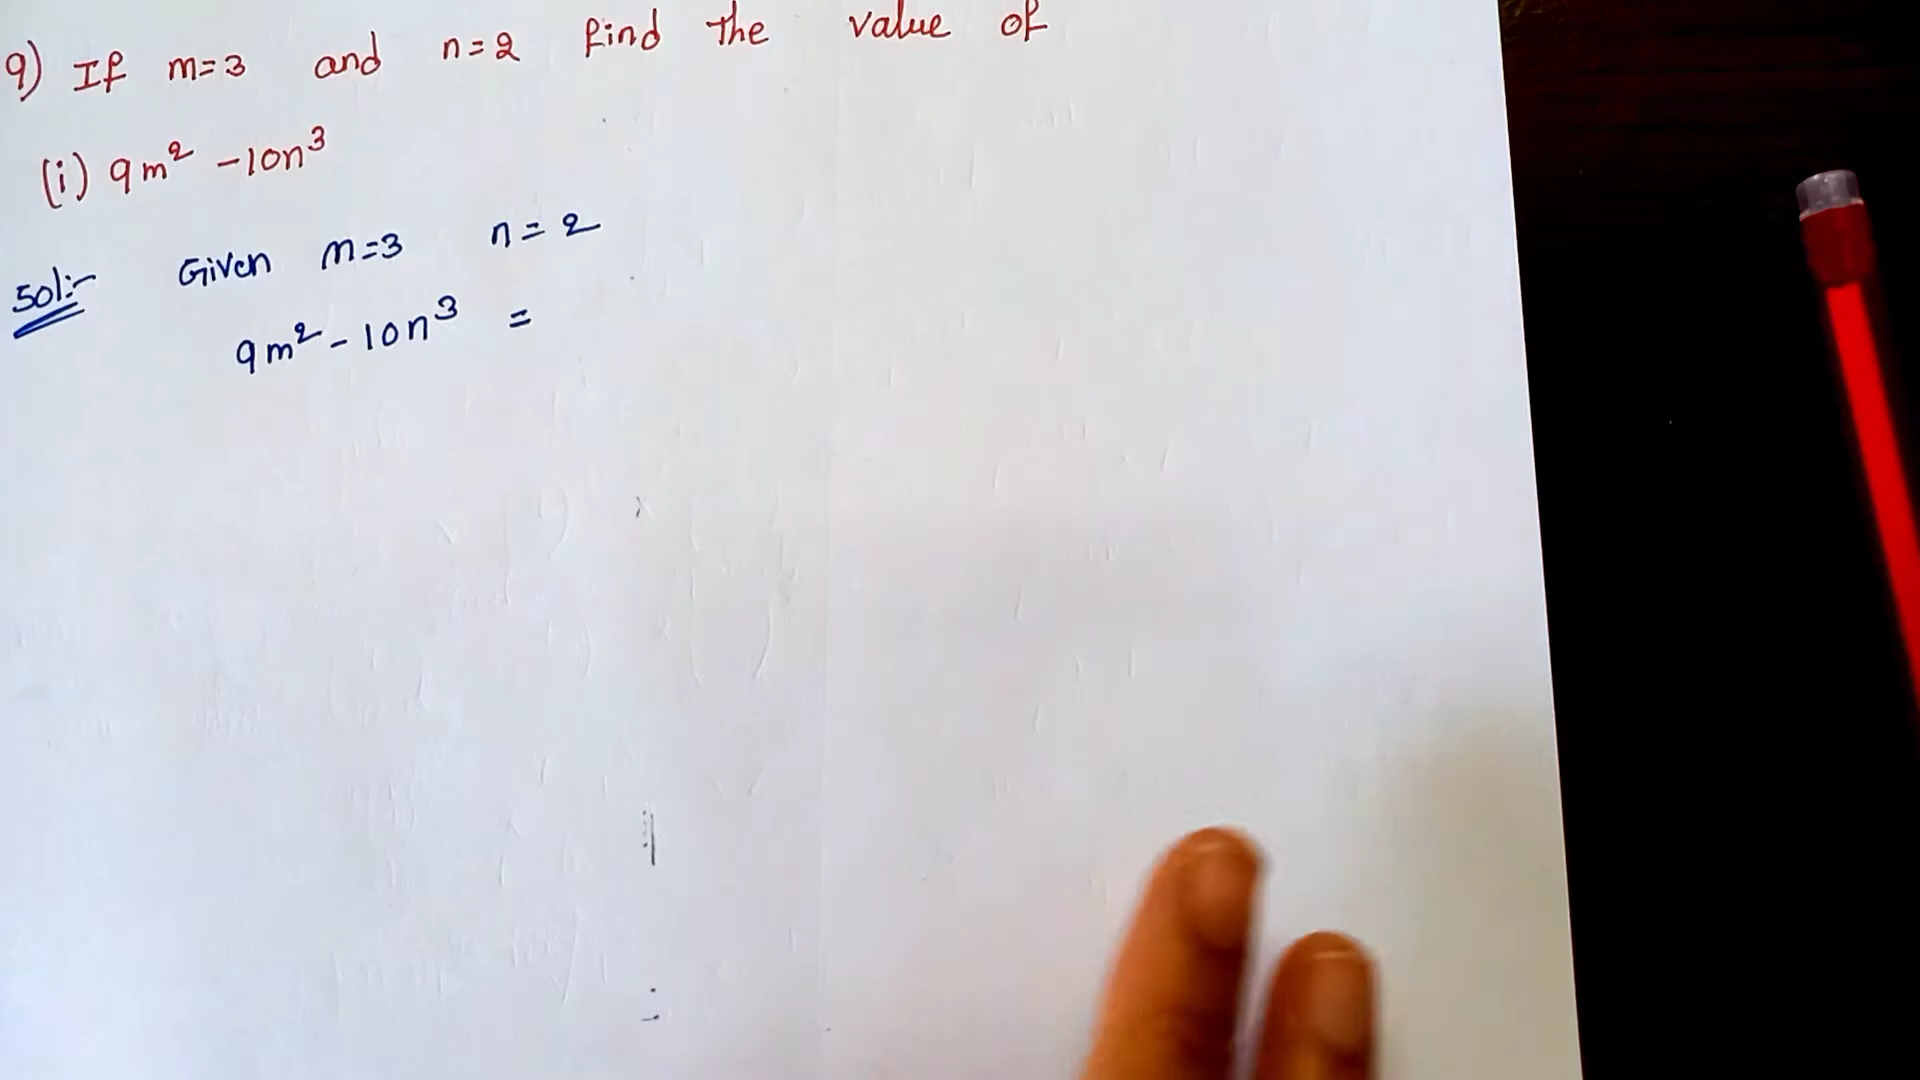 9) If m=3 and n=2 find the value of
(i) 9m² -10n³
Sol:- Given m=3 n=2
9m² - 10n³ =